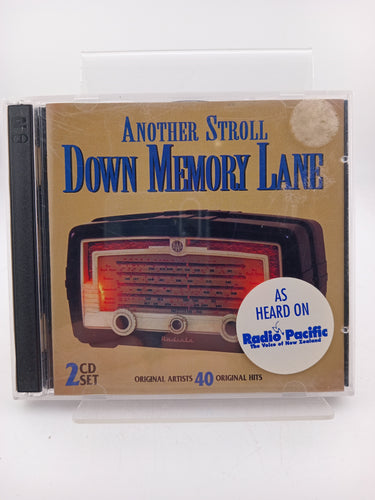 ANOTHER STROLL
DOWN MEMORY LANE
Radiola
AS
HEARD ON
Radio Pacific
The Voice of New Zealand
2 CD SET
ORIGINAL ARTISTS 40 ORIGINAL HITS